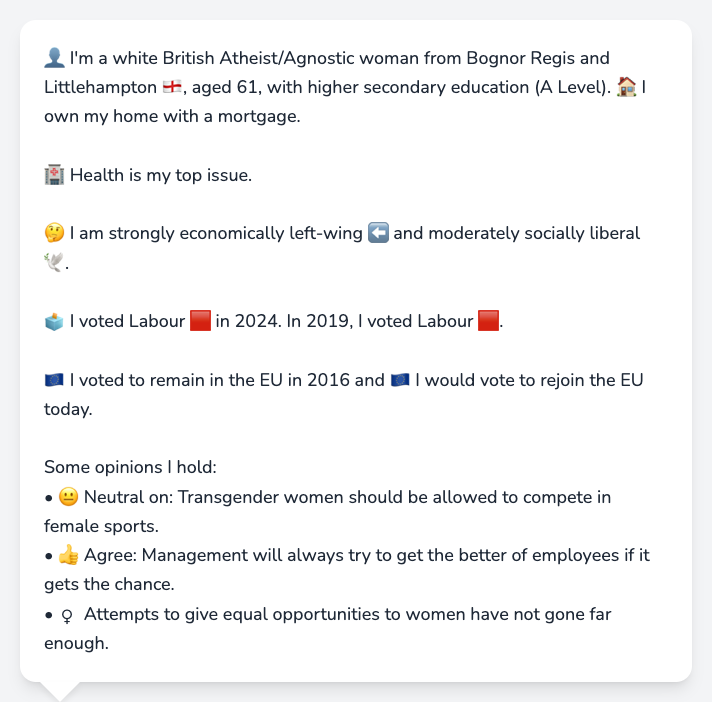 👤 I'm a white British Atheist/Agnostic woman from Bognor Regis and
Littlehampton 🏴󠁧󠁢󠁥󠁮󠁧󠁿, aged 61, with higher secondary education (A Level). 🏠 I
own my home with a mortgage.
🏥 Health is my top issue.
🤔 I am strongly economically left-wing ⬅️ and moderately socially liberal
🕊️.
🗳️ I voted Labour 🟥 in 2024. In 2019, I voted Labour 🟥.
🇪🇺 I voted to remain in the EU in 2016 and 🇪🇺 I would vote to rejoin the EU
today.
Some opinions I hold:
• 😐 Neutral on: Transgender women should be allowed to compete in
female sports.
• 👍 Agree: Management will always try to get the better of employees if it
gets the chance.
• ♀ Attempts to give equal opportunities to women have not gone far
enough.